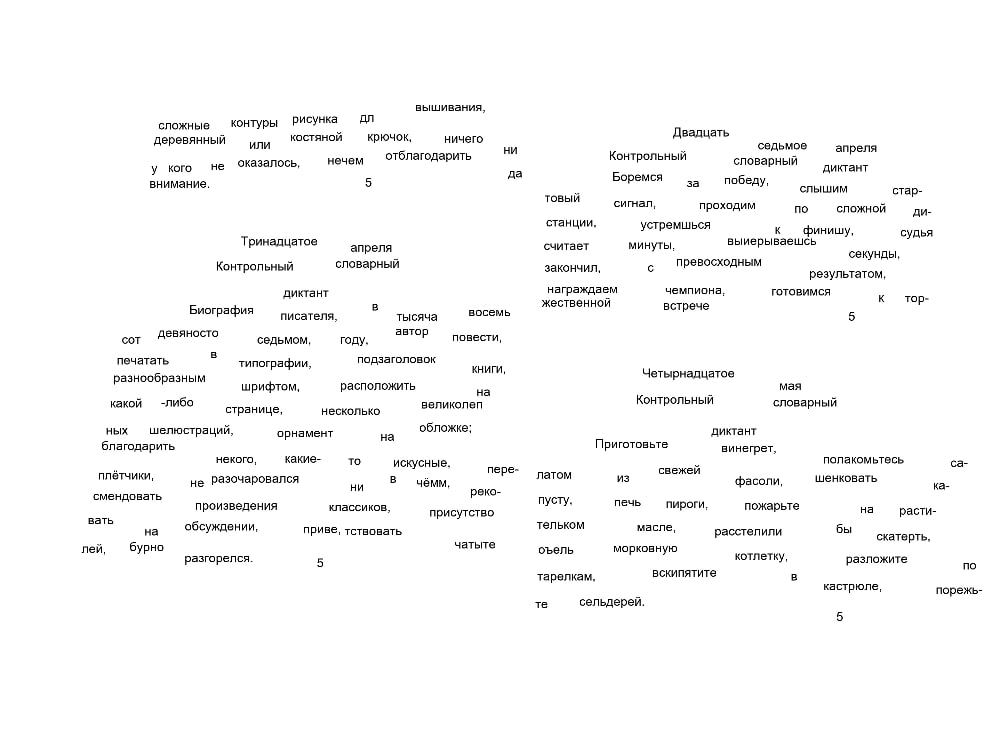 сложные контуры рисунка дл вышивания,
деревянный или костяной крючок, ничего
у кого не оказалось, нечем отблагодарить ни
внимание. да
5
Тринадцатое апреля
Контрольный словарный
диктант
Биография писателя, в тысяча восемь
сот девяносто седьмом, году, автор повести,
печатать в типографии, подзаголовок книги,
разнообразным шрифтом, расположить на
какой -либо странице, несколько великолеп
ных шелюстраций, орнамент на обложке;
благодарить некого, какие- то искусные, пере-
плётчики, не разочаровался ни в чёмм, реко-
смендовать произведения классиков, присутство
вать на обсуждении, приве, тствовать чатыте
лей, бурно разгорелся.
5
Двадцать седьмое апреля
Контрольный словарный диктант
Боремся за победу, слышим стар-
товый сигнал, проходим по сложной ди-
станции, устремшься к финишу, судья
считает минуты, выиерываешсь секунды,
закончил, с превосходным результатом,
награждаем чемпиона, готовимся к тор-
жественной встрече
5
Четырнадцатое мая
Контрольный словарный
диктант
Приготовьте винегрет, полакомьтесь са-
латом из свежей фасоли, шенковать ка-
пусту, печь пироги, пожарьте на расти-
тельком масле, расстелили бы скатерть,
оъель морковную котлетку, разложите по
тарелкам, вскипятите в кастрюле, порежь-
те сельдерей.
5